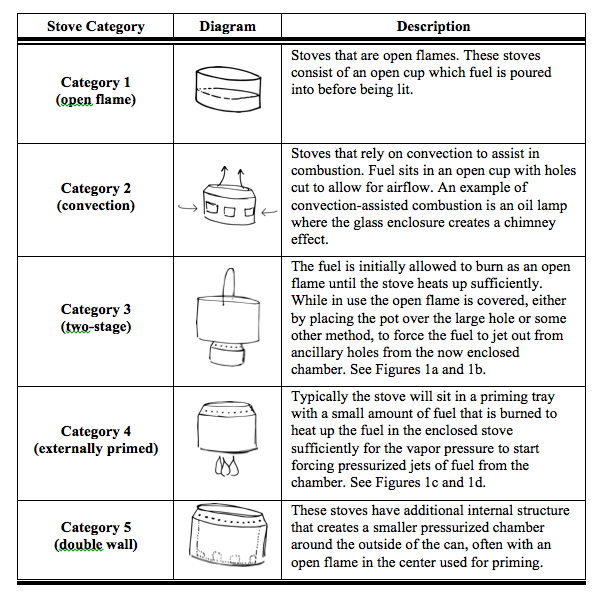 Stove Category
Diagram
Description
Category 1
(open flame)
Stoves that are open flames. These stoves
consist of an open cup which fuel is poured
into before being lit.
Category 2
(convection)
Stoves that rely on convection to assist in
combustion. Fuel sits in an open cup with holes
cut to allow for airflow. An example of
convection-assisted combustion is an oil lamp
where the glass enclosure creates a chimney
effect.
Category 3
(two-stage)
The fuel is initially allowed to burn as an open
flame until the stove heats up sufficiently.
While in use the open flame is covered, either
by placing the pot over the large hole or some
other method, to force the fuel to jet out from
ancillary holes from the now enclosed
chamber. See Figures 1a and 1b.
Category 4
(externally primed)
Typically the stove will sit in a priming tray
with a small amount of fuel that is burned to
heat up the fuel in the enclosed stove
sufficiently for the vapor pressure to start
forcing pressurized jets of fuel from the
chamber. See Figures 1c and 1d.
Category 5
(double wall)
These stoves have additional internal structure
that creates a smaller pressurized chamber
around the outside of the can, often with an
open flame in the center used for priming.